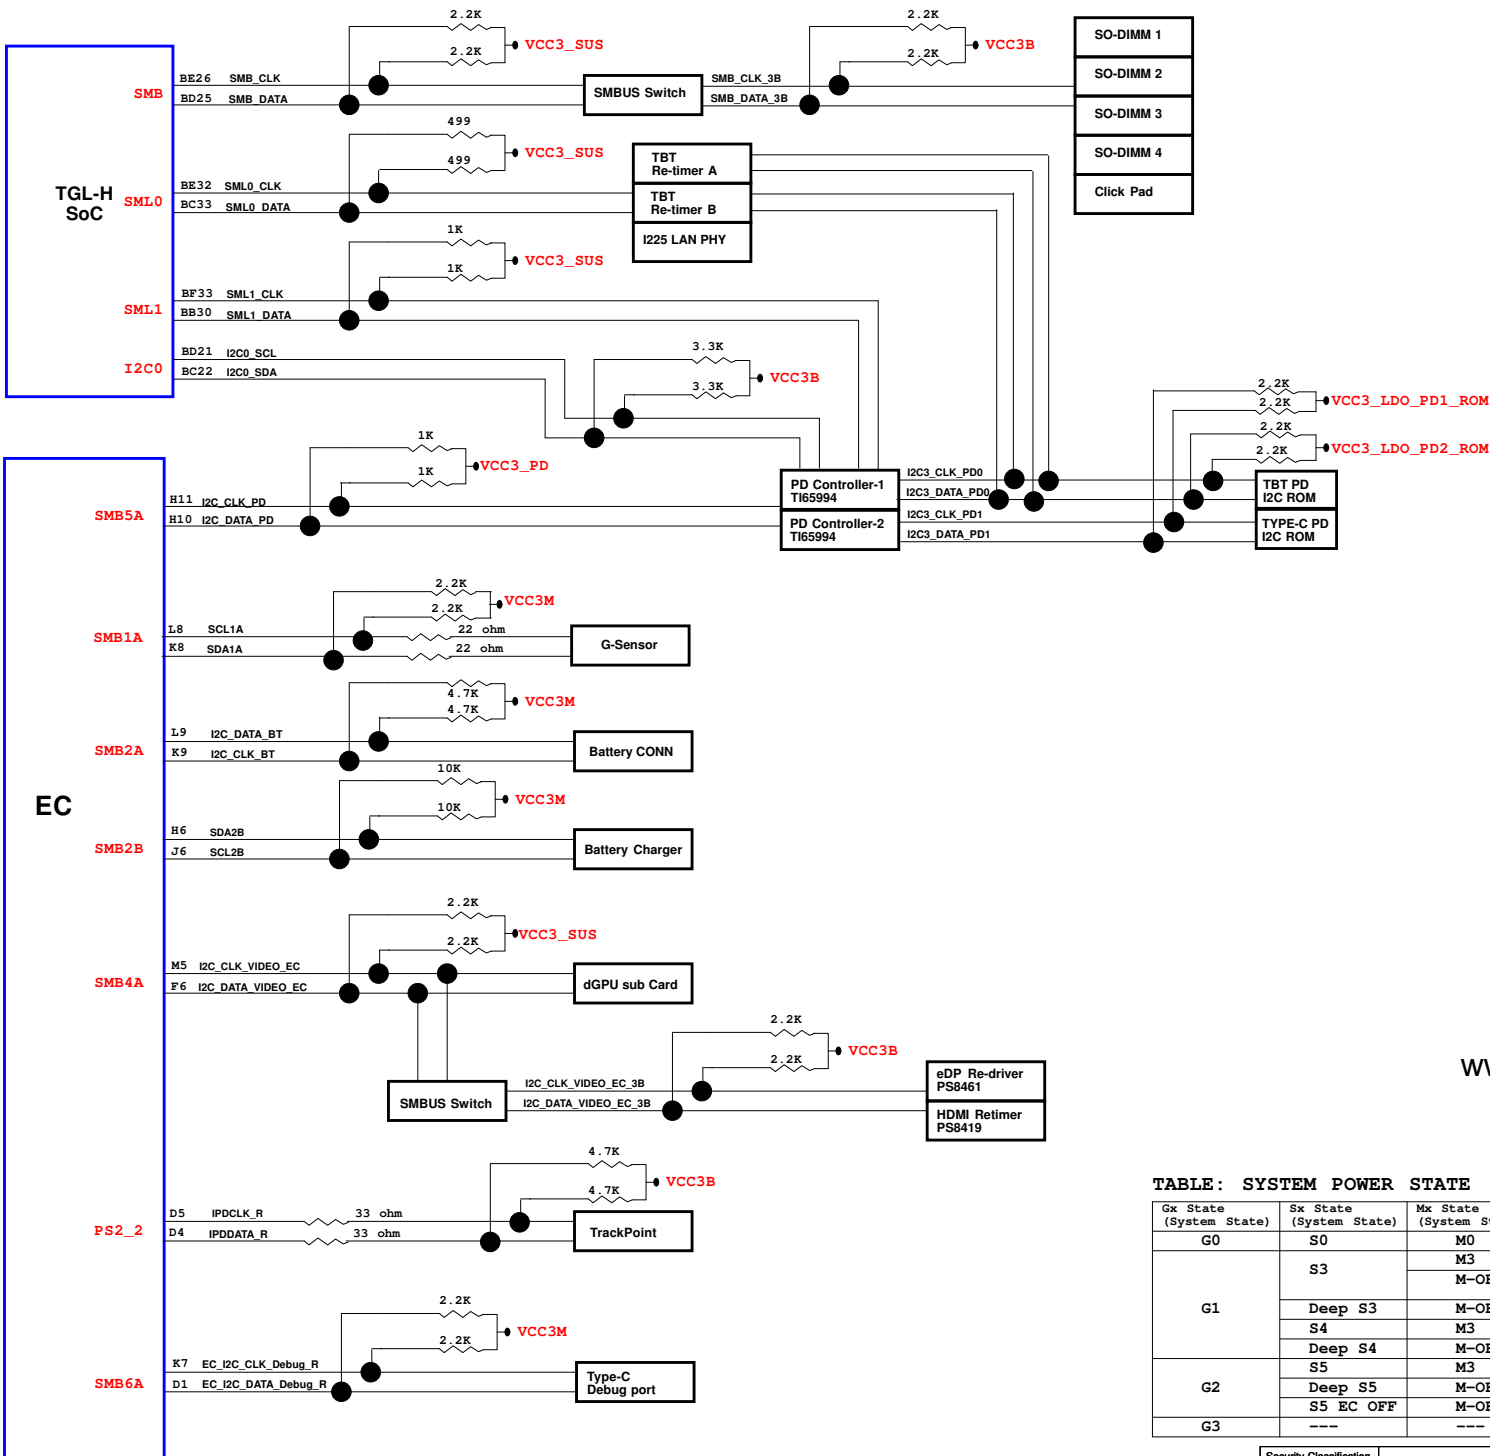 2.2K
VCC3_SUS
2.2K
2.2K
VCC3B
2.2K
SO-DIMM 1
SO-DIMM 2
SO-DIMM 3
SO-DIMM 4
Click Pad
TGL-H
SoC
SMB
BE26 SMB_CLK
BD25 SMB_DATA
SMBUS Switch
SMB_CLK_3B
SMB_DATA_3B
499
VCC3_SUS
499
SML0
BE32 SML0_CLK
BC33 SML0_DATA
TBT
Re-timer A
TBT
Re-timer B
I225 LAN PHY
1K
VCC3_SUS
1K
SML1
BF33 SML1_CLK
BB30 SML1_DATA
I2C0
BD21 I2C0_SCL
BC22 I2C0_SDA
3.3K
VCC3B
3.3K
2.2K
VCC3_LDO_PD1_ROM
2.2K
2.2K
VCC3_LDO_PD2_ROM
2.2K
EC
1K
VCC3_PD
1K
SMB5A
H11 I2C_CLK_PD
H10 I2C_DATA_PD
PD Controller-1
TI65994
PD Controller-2
TI65994
I2C3_CLK_PD0
I2C3_DATA_PD0
I2C3_CLK_PD1
I2C3_DATA_PD1
TBT PD
I2C ROM
TYPE-C PD
I2C ROM
2.2K
VCC3M
2.2K
SMB1A
L8 SCL1A
22 ohm
K8 SDA1A
22 ohm
G-Sensor
4.7K
VCC3M
4.7K
SMB2A
L9 I2C_DATA_BT
K9 I2C_CLK_BT
Battery CONN
10K
VCC3M
10K
SMB2B
H6 SDA2B
J6 SCL2B
Battery Charger
2.2K
VCC3_SUS
2.2K
SMB4A
M5 I2C_CLK_VIDEO_EC
F6 I2C_DATA_VIDEO_EC
dGPU sub Card
2.2K
VCC3B
2.2K
SMBUS Switch
I2C_CLK_VIDEO_EC_3B
I2C_DATA_VIDEO_EC_3B
eDP Re-driver
PS8461
HDMI Retimer
PS8419
4.7K
VCC3B
4.7K
PS2_2
D5 IPDCLK_R 33 ohm
D4 IPDDATA_R 33 ohm
TrackPoint
2.2K
VCC3M
2.2K
SMB6A
K7 EC_I2C_CLK_Debug_R
D1 EC_I2C_DATA_Debug_R
Type-C
Debug port
TABLE: SYSTEM POWER STATE
Gx State
(System State)
Sx State
(System State)
Mx State
G0 S0 M0
G1 S3 M3
Deep S3
S4 M3
Deep S4
G2 S5 M3
Deep S5
S5 EC OFF
G3 --- ---
Security Classification